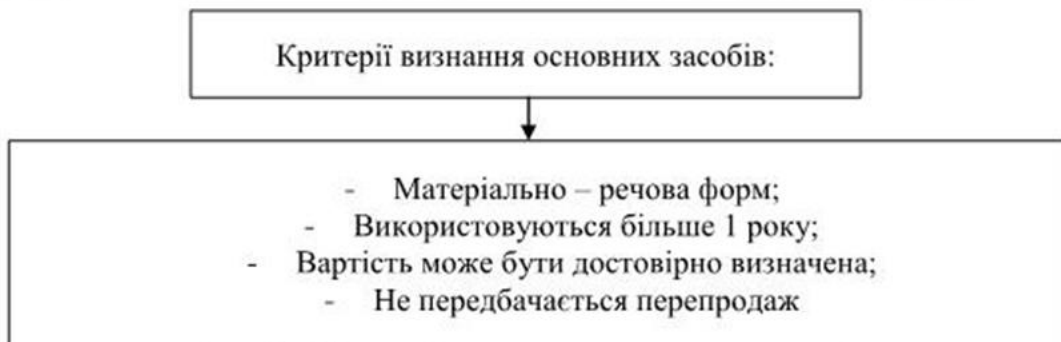 Критерії визнання основних засобів:
- Матеріально – речова форм;
- Використовуються більше 1 року;
- Вартість може бути достовірно визначена;
- Не передбачається перепродаж